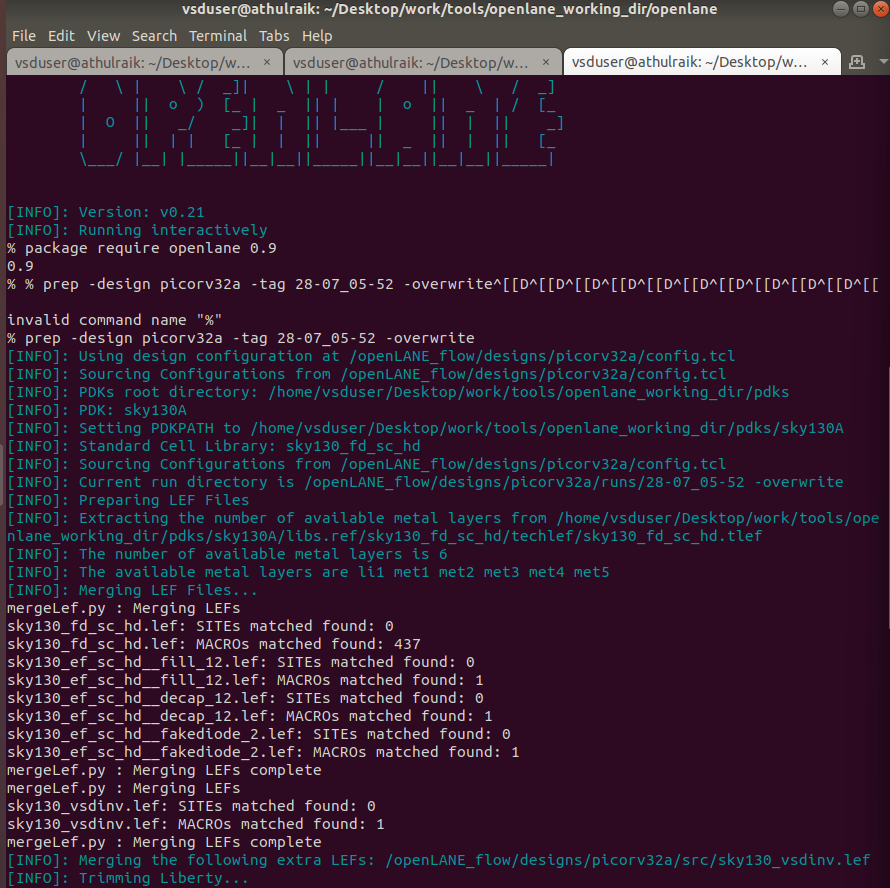 vsduser@athulraik: ~/Desktop/work/tools/openlane_working_dir/openlane
File Edit View Search Terminal Tabs Help
vsduser@athulraik: ~/Desktop/w... × vsduser@athulraik: ~/Desktop/w... × vsduser@athulraik: ~/Desktop/w... ×
[INFO]: Version: v0.21
[INFO]: Running interactively
% package require openlane 0.9
0.9
% % prep -design picorv32a -tag 28-07_05-52 -overwrite^[[D^[[D^[[D^[[D^[[D^[[D^[[D^[[D^[[D^[[D^[[
invalid command name "%"
% prep -design picorv32a -tag 28-07_05-52 -overwrite
[INFO]: Using design configuration at /openLANE_flow/designs/picorv32a/config.tcl
[INFO]: Sourcing Configurations from /openLANE_flow/designs/picorv32a/config.tcl
[INFO]: PDKs root directory: /home/vsduser/Desktop/work/tools/openlane_working_dir/pdks
[INFO]: PDK: sky130A
[INFO]: Setting PDKPATH to /home/vsduser/Desktop/work/tools/openlane_working_dir/pdks/sky130A
[INFO]: Standard Cell Library: sky130_fd_sc_hd
[INFO]: Sourcing Configurations from /openLANE_flow/designs/picorv32a/config.tcl
[INFO]: Current run directory is /openLANE_flow/designs/picorv32a/runs/28-07_05-52 -overwrite
[INFO]: Preparing LEF Files
[INFO]: Extracting the number of available metal layers from /home/vsduser/Desktop/work/tools/ope
nlane_working_dir/pdks/sky130A/libs.ref/sky130_fd_sc_hd/techlef/sky130_fd_sc_hd.tlef
[INFO]: The number of available metal layers is 6
[INFO]: The available metal layers are li1 met1 met2 met3 met4 met5
[INFO]: Merging LEF Files...
mergeLef.py : Merging LEFs
sky130_fd_sc_hd.lef: SITEs matched found: 0
sky130_fd_sc_hd.lef: MACROs matched found: 437
sky130_ef_sc_hd__fill_12.lef: SITEs matched found: 0
sky130_ef_sc_hd__fill_12.lef: MACROs matched found: 1
sky130_ef_sc_hd__decap_12.lef: SITEs matched found: 0
sky130_ef_sc_hd__decap_12.lef: MACROs matched found: 1
sky130_ef_sc_hd__fakediode_2.lef: SITEs matched found: 0
sky130_ef_sc_hd__fakediode_2.lef: MACROs matched found: 1
mergeLef.py : Merging LEFs complete
mergeLef.py : Merging LEFs
sky130_vsdinv.lef: SITEs matched found: 0
sky130_vsdinv.lef: MACROs matched found: 1
mergeLef.py : Merging LEFs complete
[INFO]: Merging the following extra LEFs: /openLANE_flow/designs/picorv32a/src/sky130_vsdinv.lef
[INFO]: Trimming Liberty...